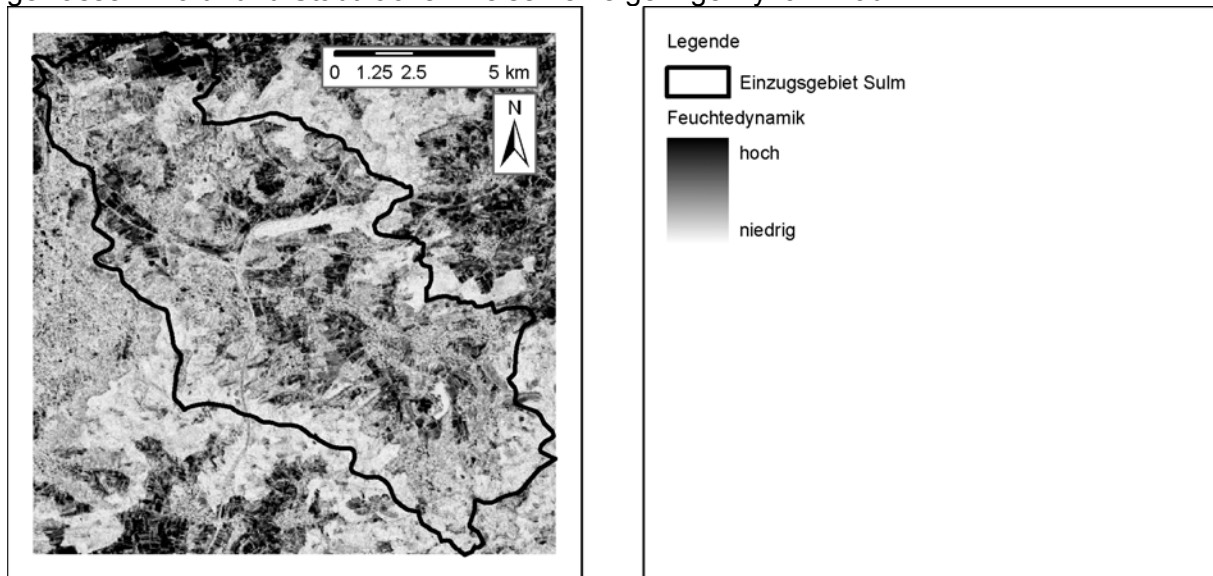 0 1.25 2.5 5 km
N
Legende
Einzugsgebiet Sulm
Feuchtedynamik
hoch
niedrig